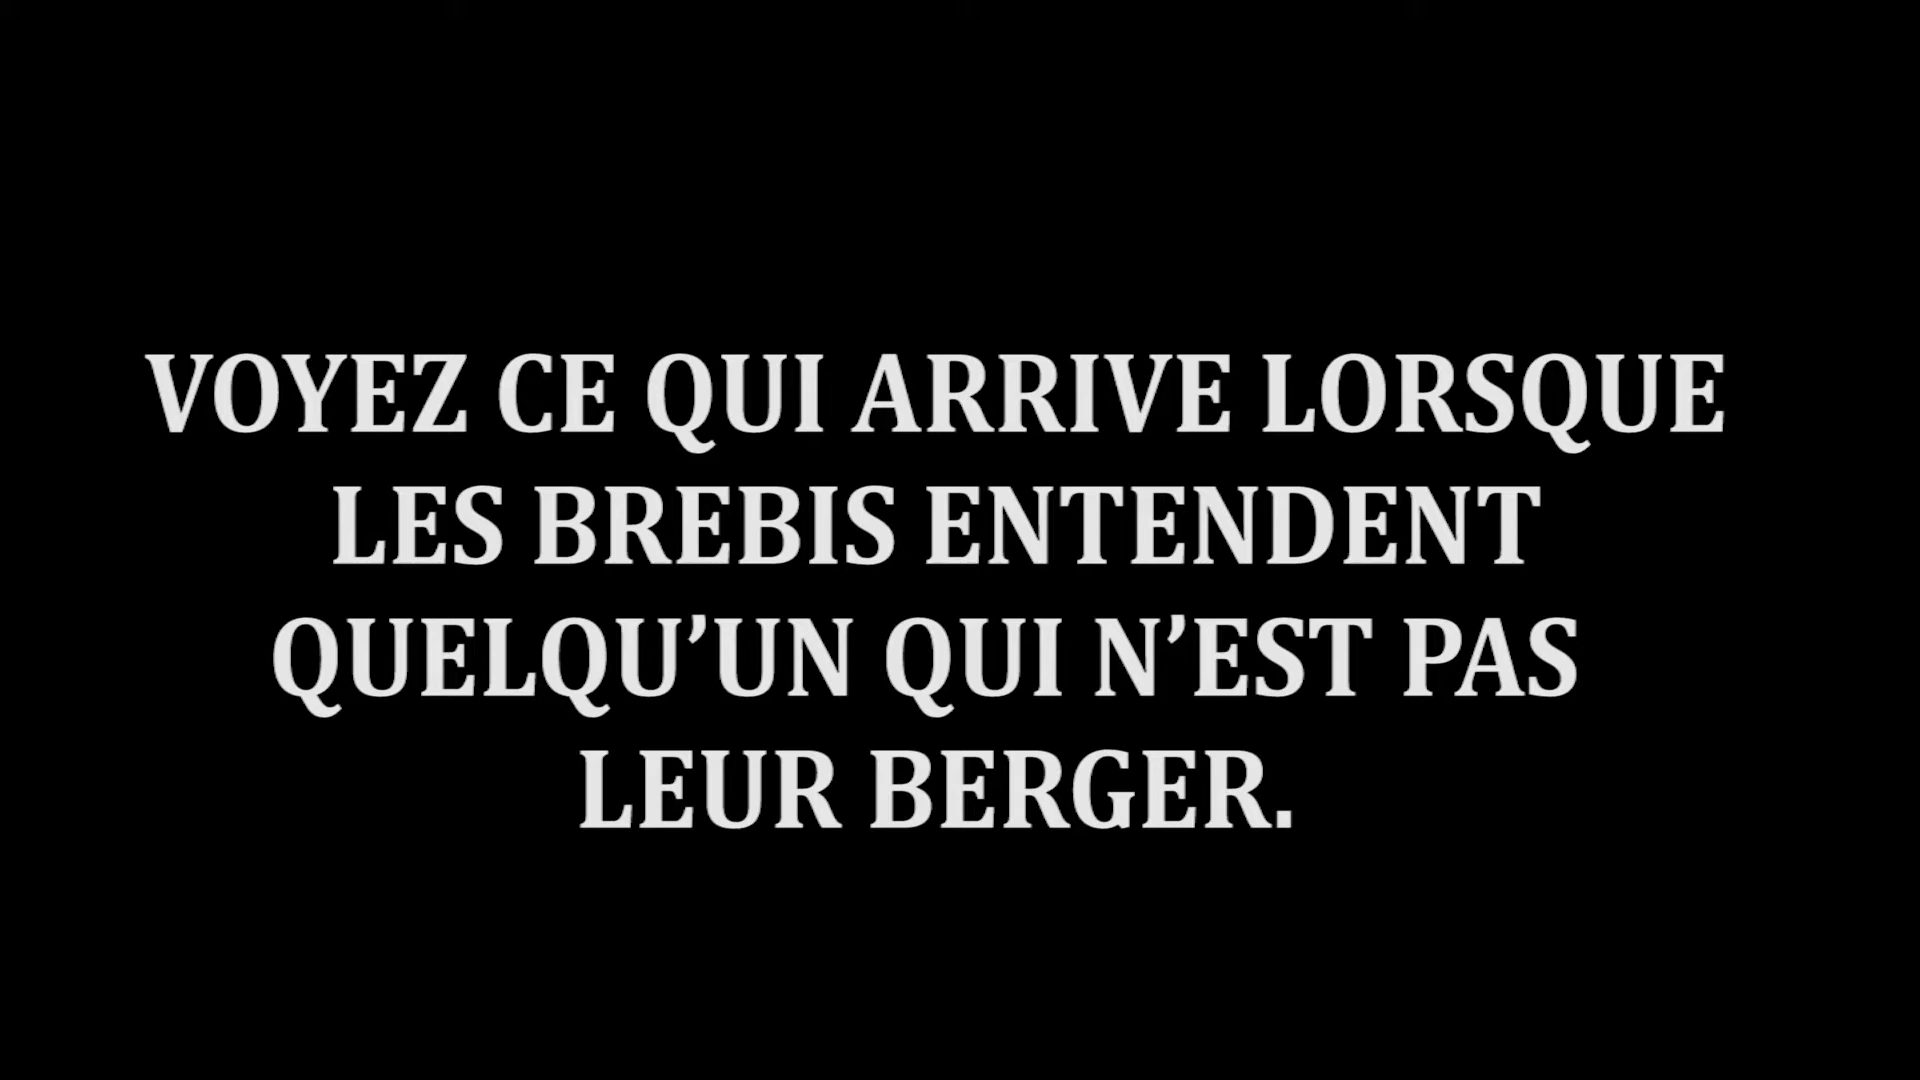 VOYEZ CE QUI ARRIVE LORSQUE
LES BREBIS ENTENDENT
QUELQU’UN QUI N’EST PAS
LEUR BERGER.